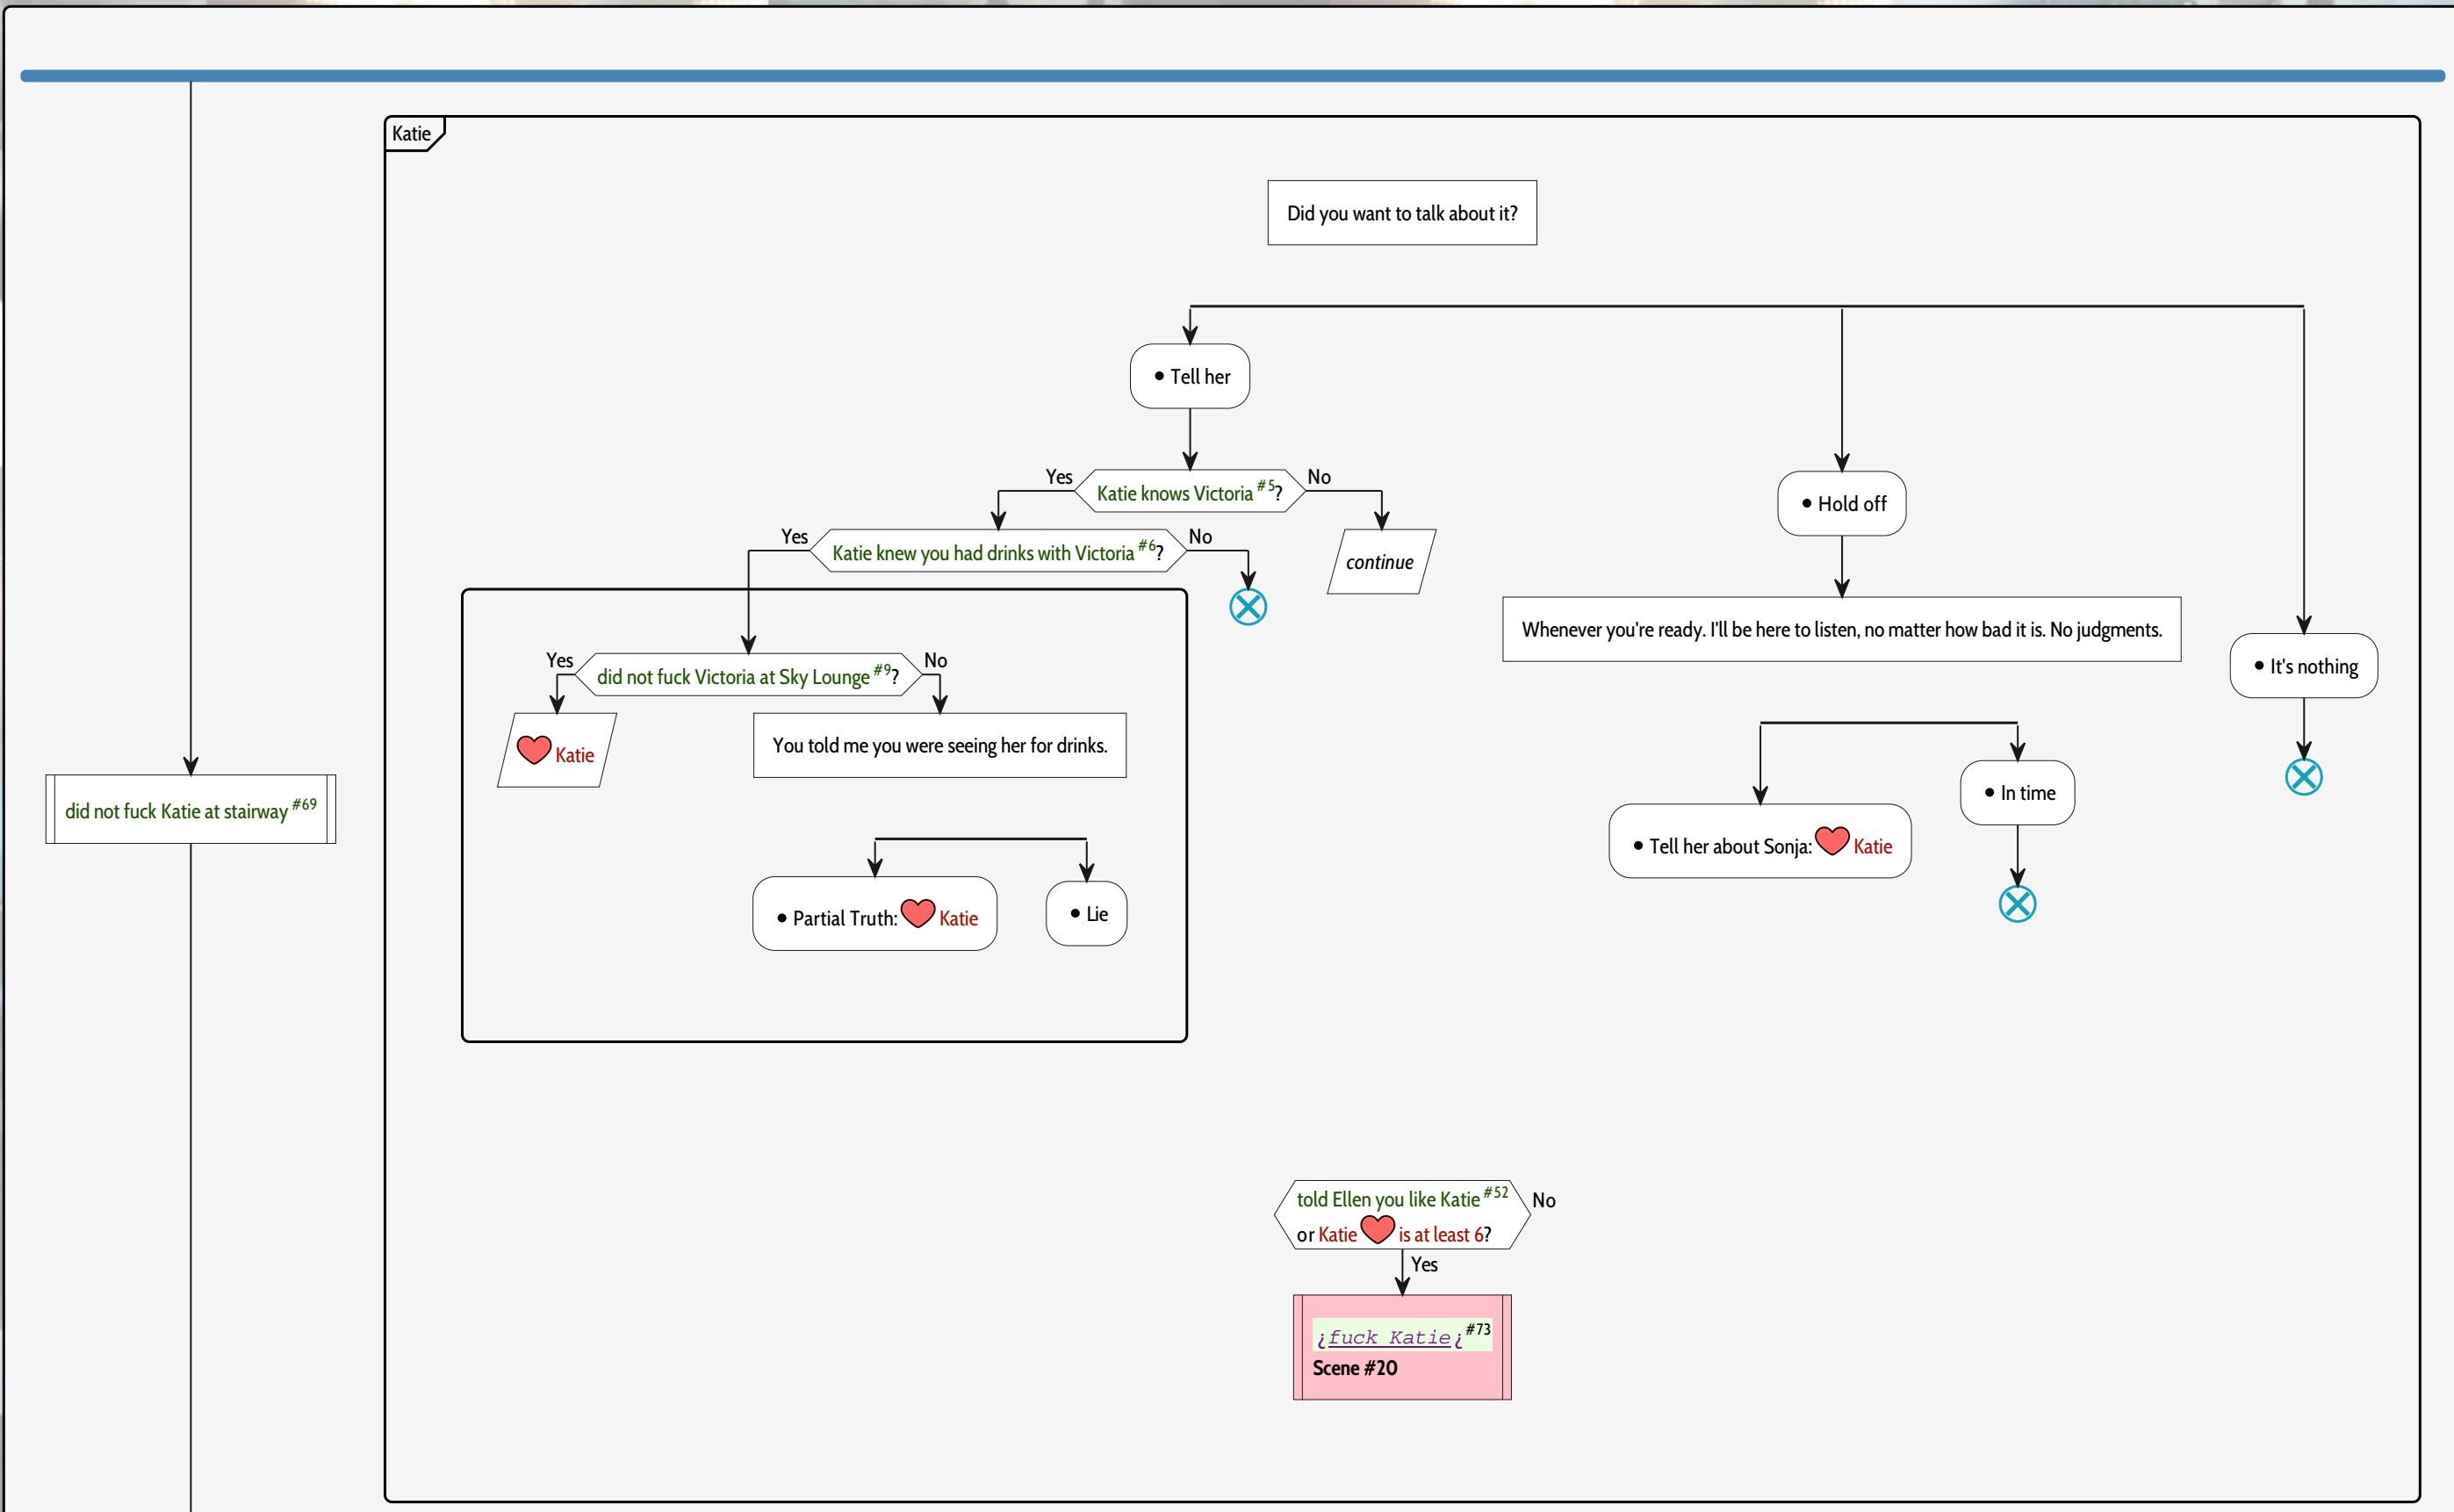 Katie
Did you want to talk about it?
• Tell her
Yes
Katie knows Victoria #5?
No
• Hold off
Yes
Katie knew you had drinks with Victoria #6?
No
continue
Whenever you're ready. I'll be here to listen, no matter how bad it is. No judgments.
Yes
did not fuck Victoria at Sky Lounge #9?
No
• It's nothing
Katie
You told me you were seeing her for drinks.
• In time
did not fuck Katie at stairway #69
• Tell her about Sonja: Katie
• Partial Truth: Katie
• Lie
told Ellen you like Katie #52
or Katie is at least 6?
No
Yes
¿fuck Katie¿ #73
Scene #20